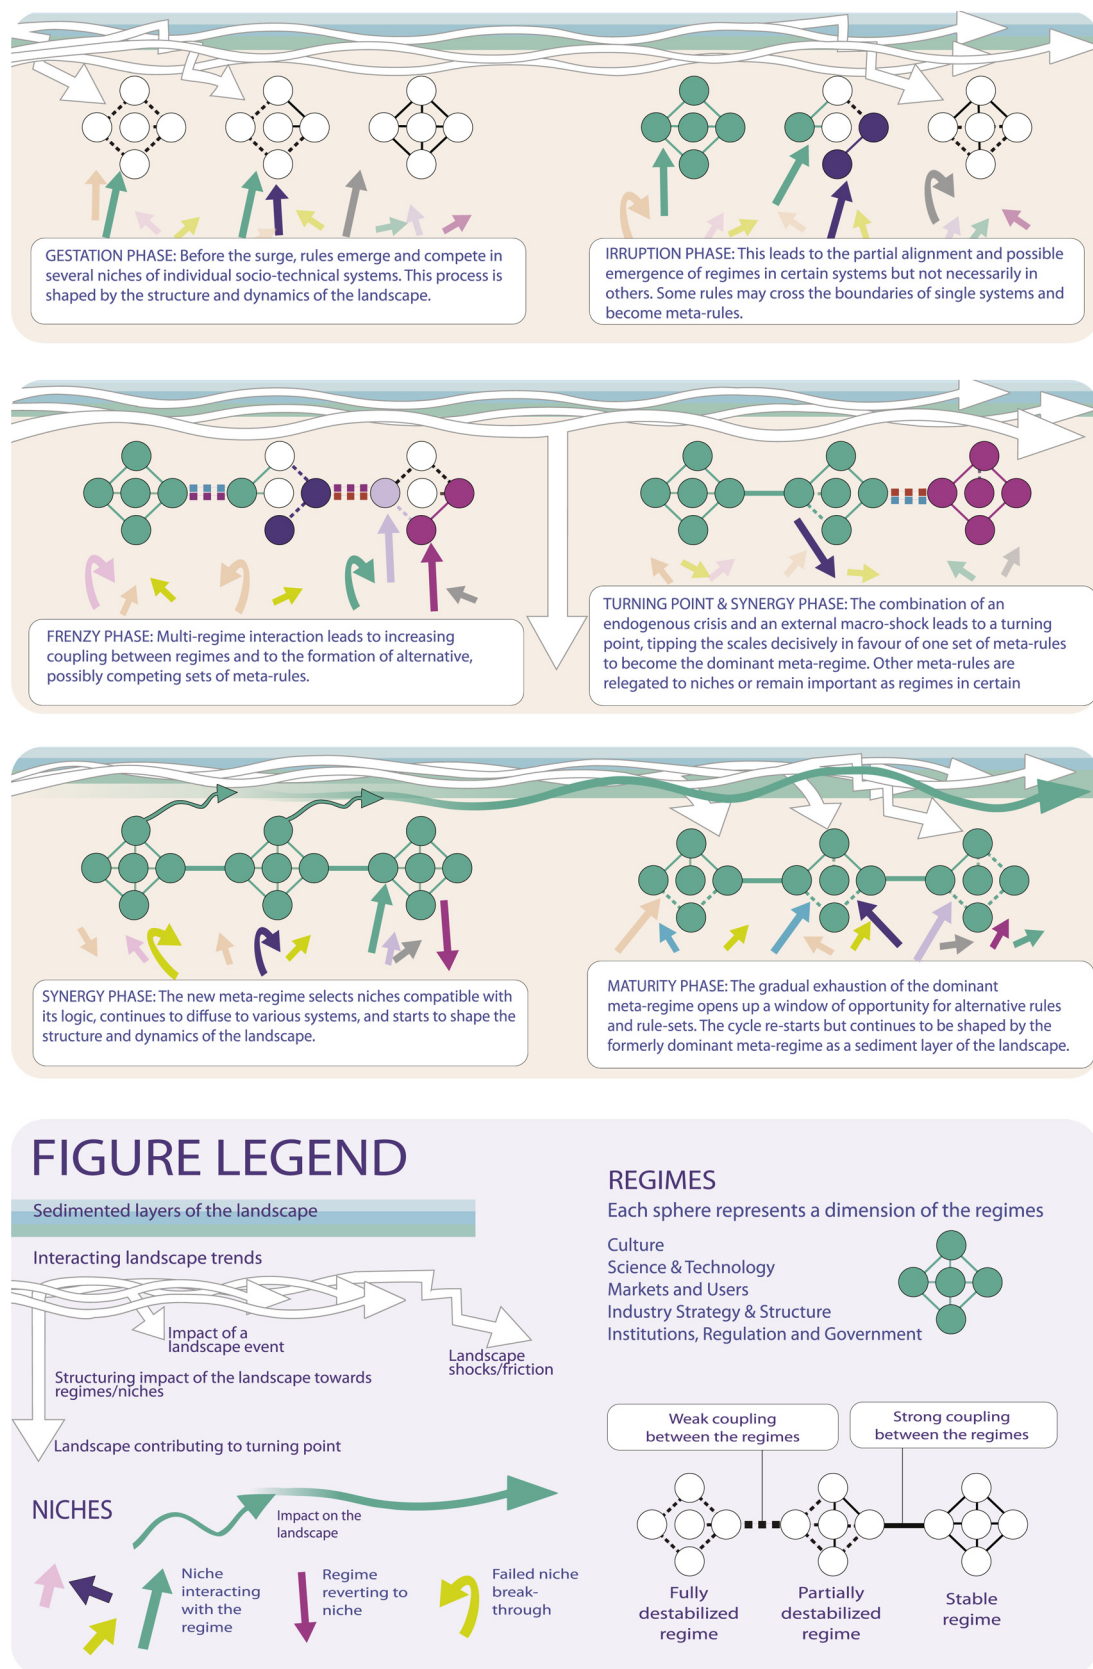 GESTATION PHASE: Before the surge, rules emerge and compete in
several niches of individual socio-technical systems. This process is
shaped by the structure and dynamics of the landscape.
IRRUPTION PHASE: This leads to the partial alignment and possible
emergence of regimes in certain systems but not necessarily in
others. Some rules may cross the boundaries of single systems and
become meta-rules.
FRENZY PHASE: Multi-regime interaction leads to increasing
coupling between regimes and to the formation of alternative,
possibly competing sets of meta-rules.
TURNING POINT & SYNERGY PHASE: The combination of an
endogenous crisis and an external macro-shock leads to a turning
point, tipping the scales decisively in favour of one set of meta-rules
to become the dominant meta-regime. Other meta-rules are
relegated to niches or remain important as regimes in certain
SYNERGY PHASE: The new meta-regime selects niches compatible with
its logic, continues to diffuse to various systems, and starts to shape the
structure and dynamics of the landscape.
MATURITY PHASE: The gradual exhaustion of the dominant
meta-regime opens up a window of opportunity for alternative rules
and rule-sets. The cycle re-starts but continues to be shaped by the
formerly dominant meta-regime as a sediment layer of the landscape.
FIGURE LEGEND
Sedimented layers of the landscape
Interacting landscape trends
Impact of a
landscape event
Landscape
shocks/friction
Structuring impact of the landscape towards
regimes/niches
Landscape contributing to turning point
NICHES
Impact on the
landscape
Niche
interacting
with the
regime
Regime
reverting to
niche
Failed niche
break-
through
REGIMES
Each sphere represents a dimension of the regimes
Culture
Science & Technology
Markets and Users
Industry Strategy & Structure
Institutions, Regulation and Government
Weak coupling
between the regimes
Strong coupling
between the regimes
Fully
destabilized
regime
Partially
destabilized
regime
Stable
regime